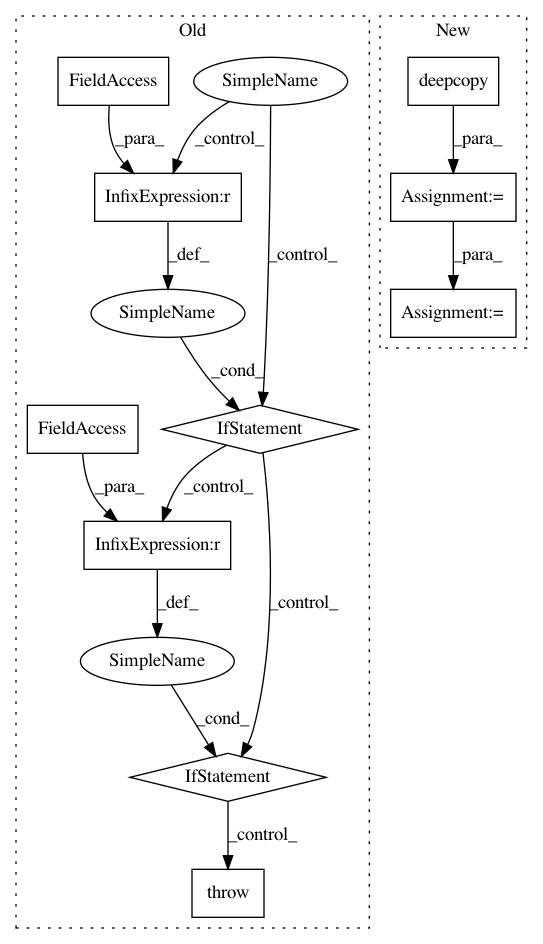 Old
New
FieldAccess
SimpleName
deepcopy
_para_
_control_
_para_
InfixExpression:r
Assignment:=
_def_
_control_
_para_
SimpleName
Assignment:=
_cond_
FieldAccess
IfStatement
_para_
_control_
InfixExpression:r
_def_
_control_
SimpleName
_cond_
IfStatement
_control_
throw